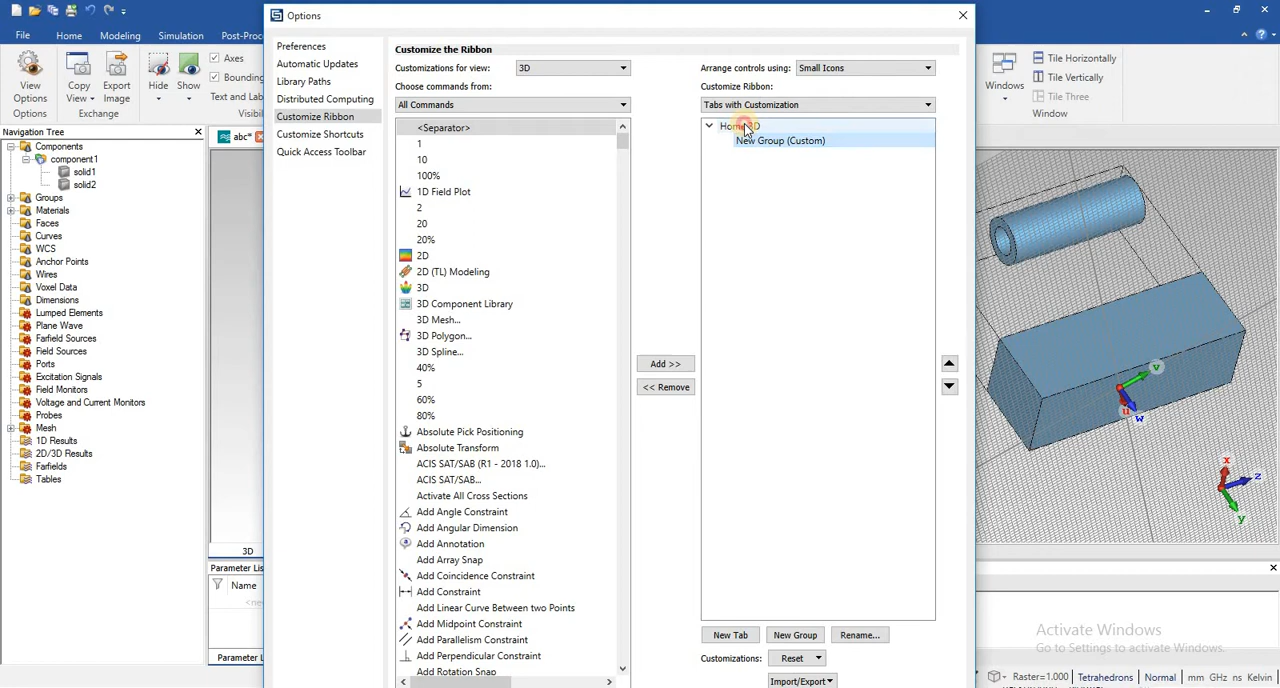 Options
File
Home
Modeling
Simulation
Post-Proc
View
Options
Copy
View
Export
Image
Hide
Show
Axes
Bounding
Text and Lab
Options
Exchange
Visibil
Windows
Tile Horizontally
Tile Vertically
Tile Three
Window
Navigation Tree
Components
component1
solid1
solid2
Groups
Materials
Faces
Curves
WCS
Anchor Points
Wires
Voxel Data
Dimensions
Lumped Elements
Plane Wave
Farfield Sources
Field Sources
Ports
Excitation Signals
Field Monitors
Voltage and Current Monitors
Probes
Mesh
1D Results
2D/3D Results
Farfields
Tables
abc*
3D
Parameter Lis
Name
<ne
Parameter L
Preferences
Automatic Updates
Library Paths
Distributed Computing
Customize Ribbon
Customize Shortcuts
Quick Access Toolbar
Customize the Ribbon
Customizations for view:
3D
Choose commands from:
All Commands
<Separator>
1
10
100%
1D Field Plot
2
20
20%
2D
2D (TL) Modeling
3D
3D Component Library
3D Mesh...
3D Polygon...
3D Spline...
40%
5
60%
80%
Absolute Pick Positioning
Absolute Transform
ACIS SAT/SAB (R1 - 2018 1.0)...
ACIS SAT/SAB...
Activate All Cross Sections
Add Angle Constraint
Add Angular Dimension
Add Annotation
Add Array Snap
Add Coincidence Constraint
Add Constraint
Add Linear Curve Between two Points
Add Midpoint Constraint
Add Parallelism Constraint
Add Perpendicular Constraint
Add Rotation Snap
Add >>
<< Remove
Arrange controls using:
Small Icons
Customize Ribbon:
Tabs with Customization
New Group (Custom)
New Tab
New Group
Rename...
Customizations:
Reset
Import/Export
v
u
w
x
z
y
Activate Windows
Go to Settings to activate Windows.
Raster=1.000
Tetrahedrons
Normal
mm GHz ns Kelvin